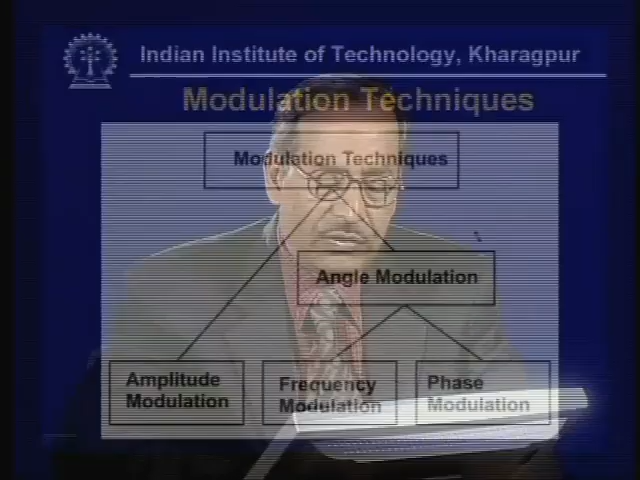 Indian Institute of Technology, Kharagpur
Modulation Techniques
Modulation Techniques
Angle Modulation
Amplitude
Modulation
Frequency
Modulation
Phase
Modulation